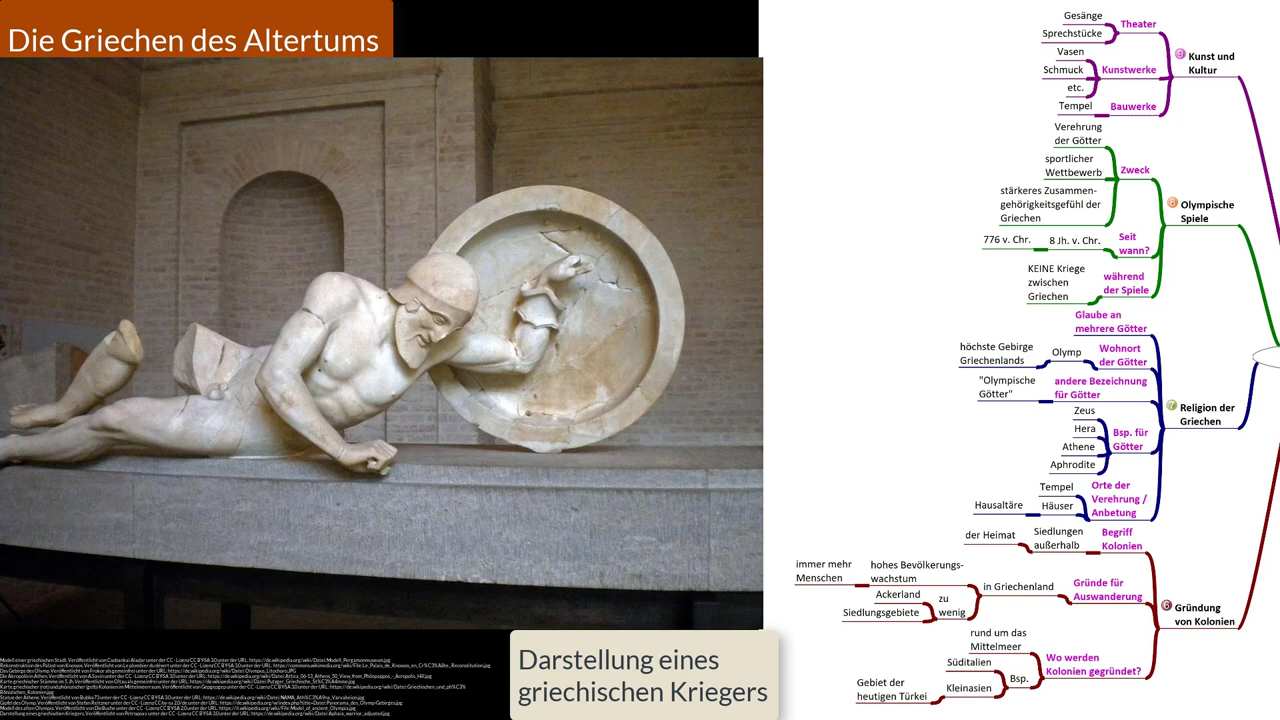 Die Griechen des Altertums
Darstellung eines
griechischen Kriegers
Gesänge
Sprechstücke
Theater
Vasen
Schmuck
etc.
Kunstwerke
Tempel
Bauwerke
Kunst und
Kultur
Verehrung
der Götter
sportlicher
Wettbewerb
stärkeres Zusammen-
gehörigkeitsgefühl der
Griechen
Zweck
776 v. Chr.
8 Jh. v. Chr.
Seit
wann?
KEINE Kriege
zwischen
Griechen
während
der Spiele
8
Olympische
Spiele
Glaube an
mehrere Götter
höchste Gebirge
Griechenlands
Olymp
Wohnort
der Götter
"Olympische
Götter"
andere Bezeichnung
für Götter
Zeus
Hera
Athene
Aphrodite
Bsp. für
Götter
Tempel
Hausaltäre
Häuser
Orte der
Verehrung /
Anbetung
7
Religion der
Griechen
der Heimat
Siedlungen
außerhalb
Begriff
Kolonien
immer mehr
Menschen
hohes Bevölkerungs-
wachstum
Ackerland
Siedlungsgebiete
zu
wenig
in Griechenland
Gründe für
Auswanderung
rund um das
Mittelmeer
Süditalien
Gebiet der
heutigen Türkei
Kleinasien
Bsp.
Wo werden
Kolonien gegründet?
6
Gründung
von Kolonien